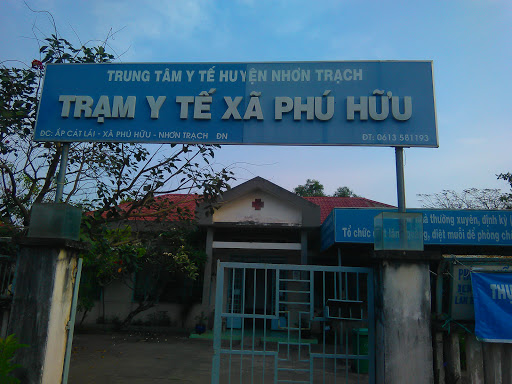 TRUNG TÂM Y TẾ HUYỆN NHƠN TRẠCH
TRẠM Y TẾ XÃ PHÚ HỮU
ĐC: ẤP CÁT LÁI - XÃ PHÚ HỮU - NHƠN TRẠCH ĐN
ĐT: 0613 561193
thường xuyên, định kỳ
Tổ chức
quăng, diệt muỗi để phòng